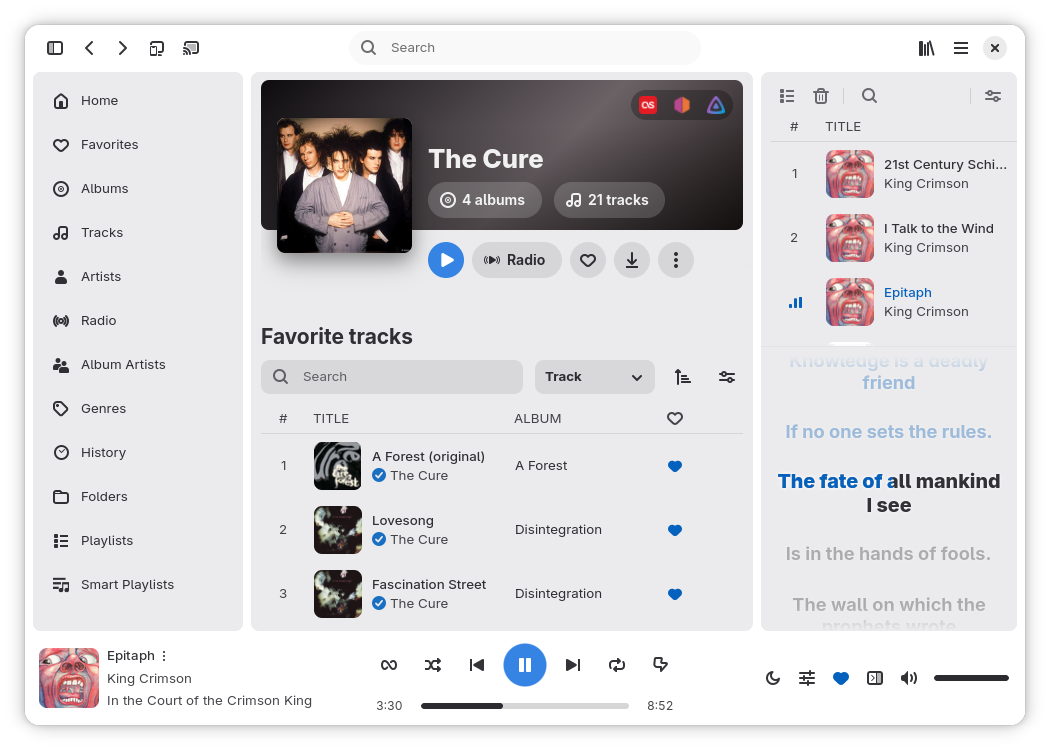 Search
Home
Favorites
Albums
Tracks
Artists
Radio
Album Artists
Genres
History
Folders
Playlists
Smart Playlists
The Cure
4 albums
21 tracks
Radio
Favorite tracks
Search
Track
# TITLE ALBUM
1 A Forest (original) A Forest
The Cure
2 Lovesong Disintegration
The Cure
3 Fascination Street Disintegration
The Cure
# TITLE
1 21st Century Schi...
King Crimson
2 I Talk to the Wind
King Crimson
Epitaph
King Crimson
Knowledge is a deadly
friend
If no one sets the rules.
The fate of all mankind
I see
Is in the hands of fools.
The wall on which the
prophets wrote
Epitaph
King Crimson
In the Court of the Crimson King
3:30
8:52